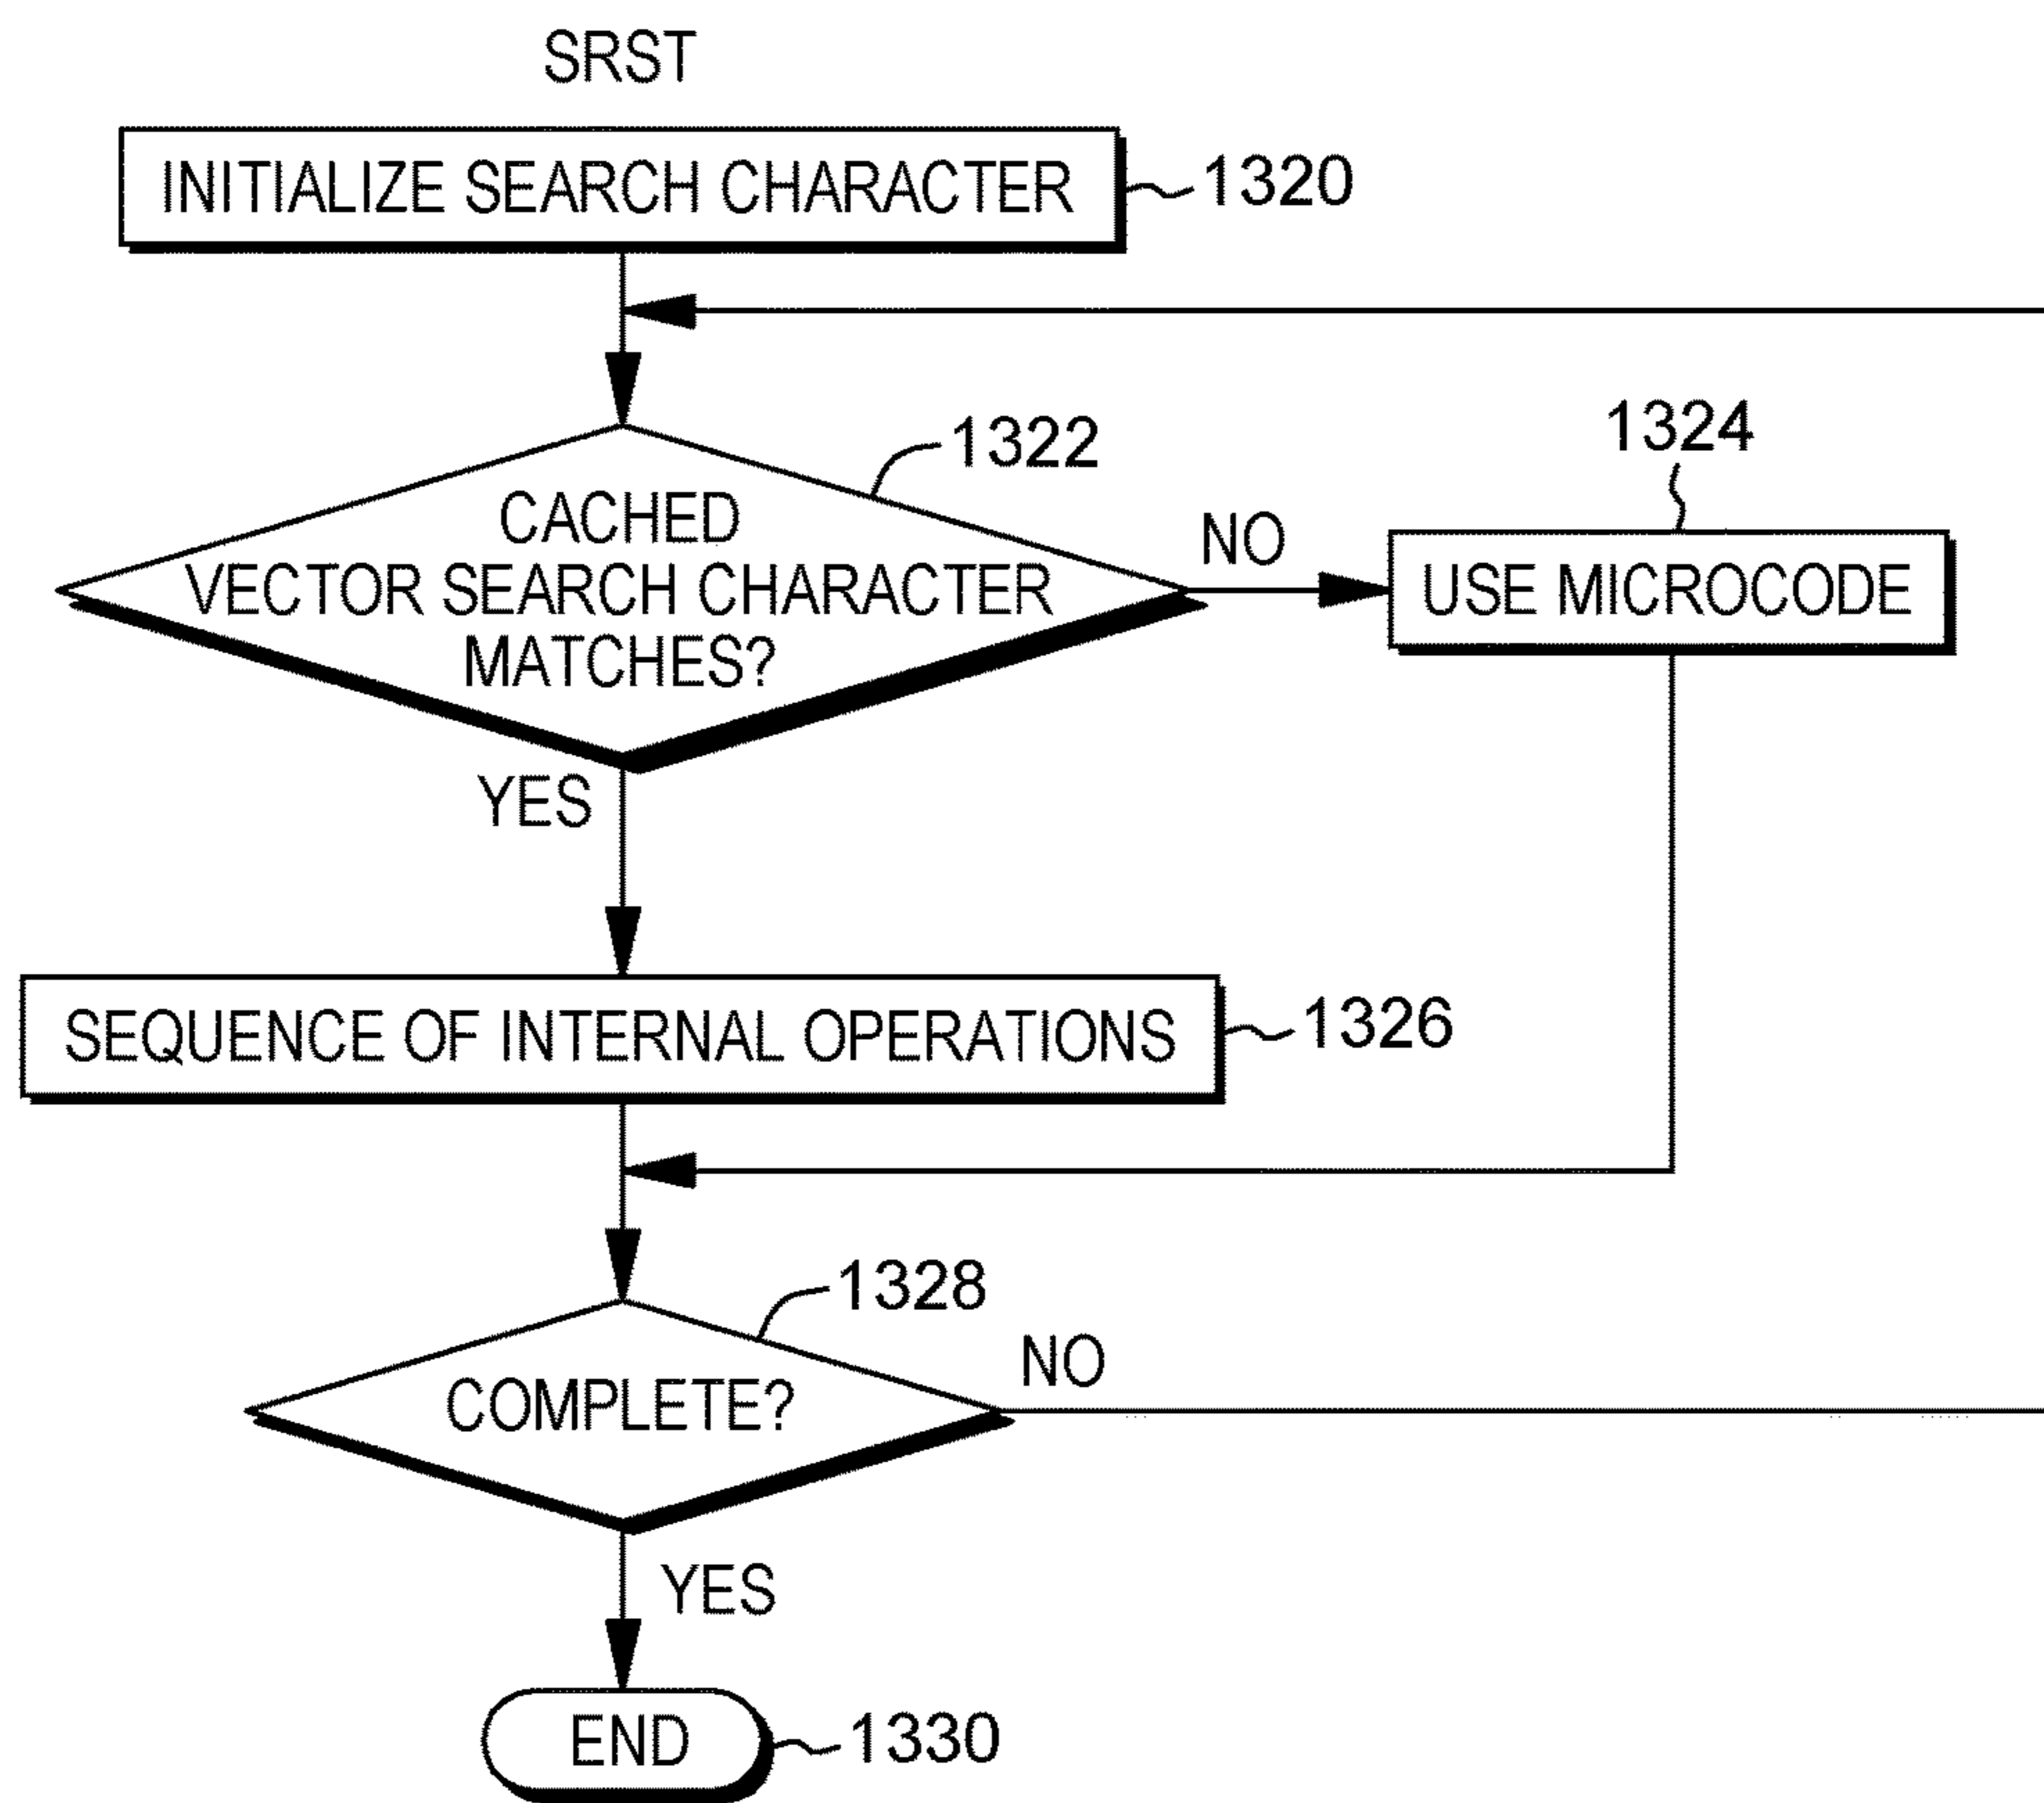 SRST
INITIALIZE SEARCH CHARACTER
1320
1322
CACHED
VECTOR SEARCH CHARACTER
MATCHES?
NO
1324
USE MICROCODE
YES
SEQUENCE OF INTERNAL OPERATIONS
1326
1328
COMPLETE?
NO
YES
END
1330